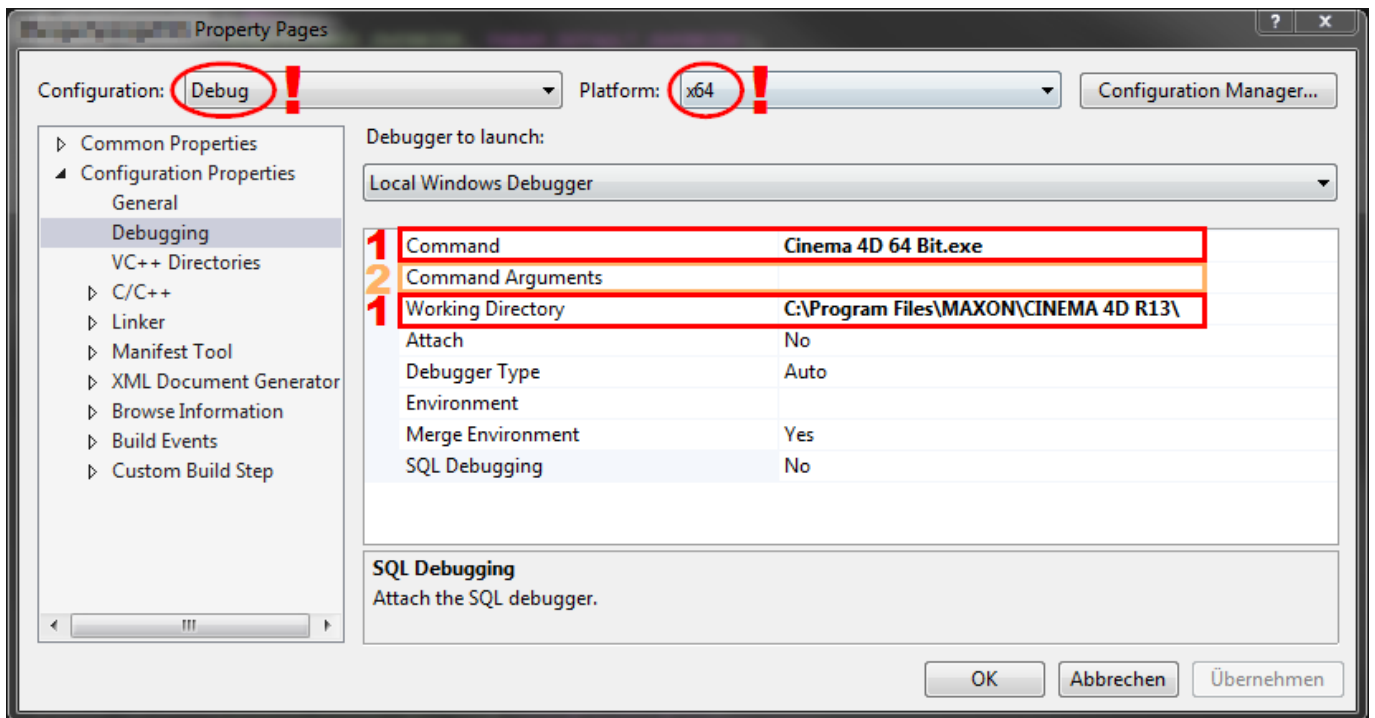 Property Pages
? x
Configuration: Debug ! Platform: x64 ! Configuration Manager...
Common Properties
Configuration Properties
General
Debugging
VC++ Directories
C/C++
Linker
Manifest Tool
XML Document Generator
Browse Information
Build Events
Custom Build Step
Debugger to launch:
Local Windows Debugger
1 Command Cinema 4D 64 Bit.exe
2 Command Arguments
1 Working Directory C:\Program Files\MAXON\CINEMA 4D R13\
Attach No
Debugger Type Auto
Environment
Merge Environment Yes
SQL Debugging No
SQL Debugging
Attach the SQL debugger.
OK Abbrechen Übernehmen